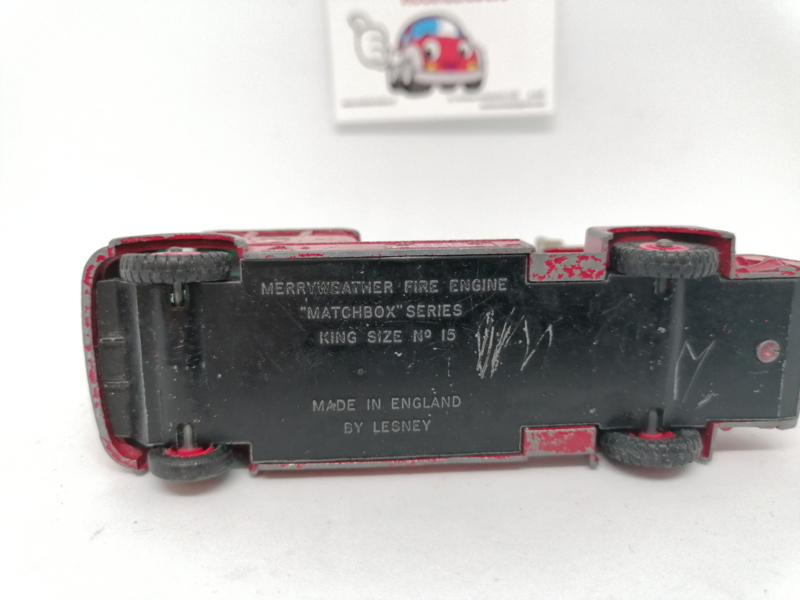 MERRYWEATHER FIRE ENGINE
"MATCHBOX" SERIES
KING SIZE Nº 15
MADE IN ENGLAND
BY LESNEY